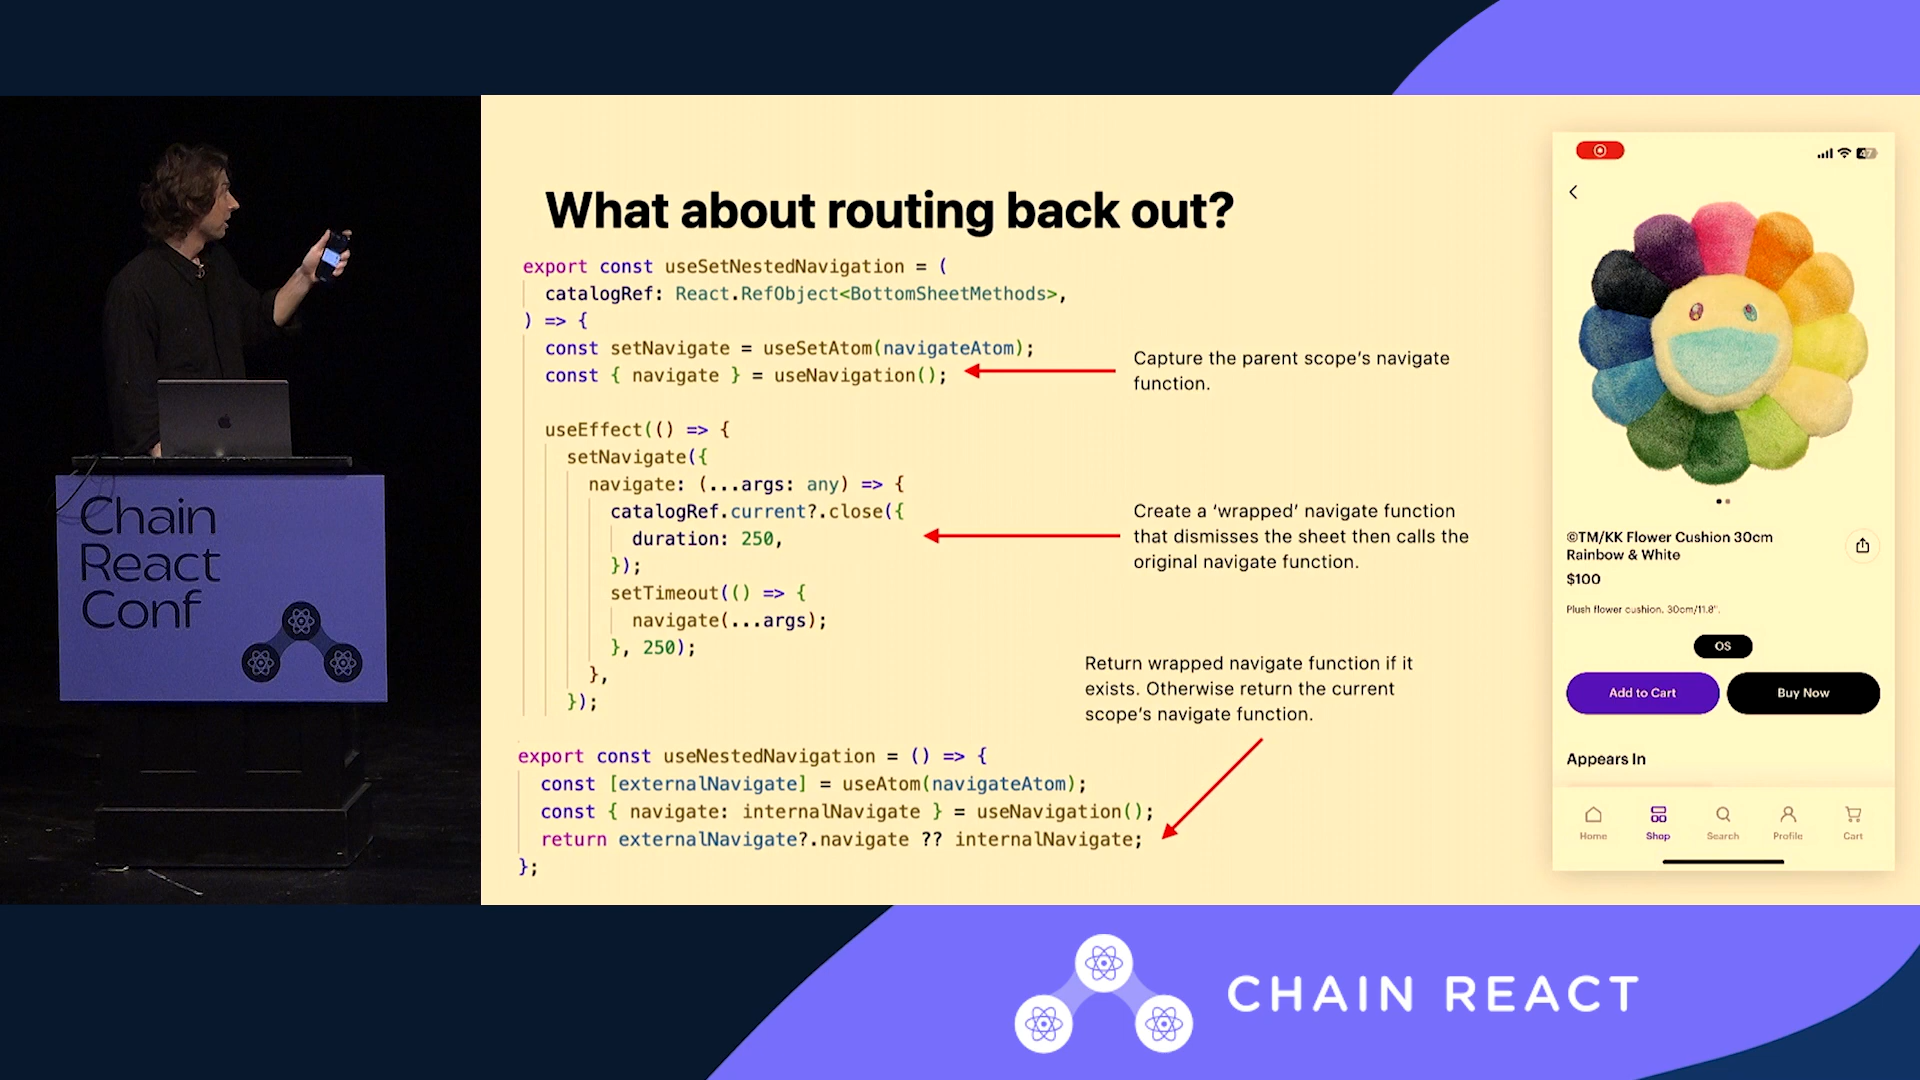 What about routing back out?
export const useSetNestedNavigation = (
catalogRef: React.RefObject<BottomSheetMethods>,
) => {
const setNavigate = useSetAtom(navigateAtom);
const { navigate } = useNavigation();
useEffect(() => {
setNavigate({
navigate: (...args: any) => {
catalogRef.current?.close({
duration: 250,
});
setTimeout(() => {
navigate(...args);
}, 250);
},
});
export const useNestedNavigation = () => {
const [externalNavigate] = useAtom(navigateAtom);
const { navigate: internalNavigate } = useNavigation();
return externalNavigate?.navigate ?? internalNavigate;
};
Capture the parent scope’s navigate
function.
Create a ‘wrapped’ navigate function
that dismisses the sheet then calls the
original navigate function.
Return wrapped navigate function if it
exists. Otherwise return the current
scope’s navigate function.
47
©TM/KK Flower Cushion 30cm
Rainbow & White
$100
Plush flower cushion. 30cm/11.8".
OS
Add to Cart
Buy Now
Appears In
Home
Shop
Search
Profile
Cart
Chain
React
Conf
CHAIN REACT